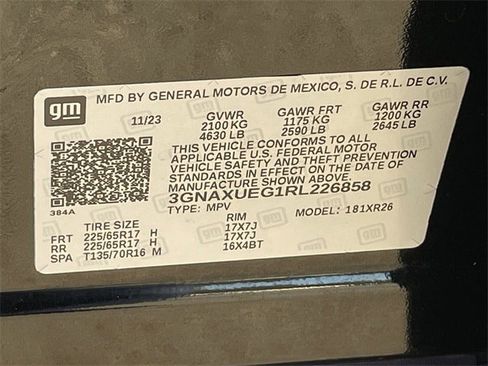 gm MFD BY GENERAL MOTORS DE MEXICO, S. DE R.L. DE C.V.
11/23 GVWR GAWR FRT GAWR RR
2100 KG 1175 KG 1200 KG
4630 LB 2590 LB 2645 LB
THIS VEHICLE CONFORMS TO ALL
APPLICABLE U.S. FEDERAL MOTOR
VEHICLE SAFETY AND THEFT PREVENTION
STANDARDS IN EFFECT ON THE DATE OF
MANUFACTURE SHOWN ABOVE.
3GNAXUEG1RL226858
384A TYPE: MPV MODEL: 181XR26
TIRE SIZE RIM
FRT 225/65R17 H 17X7J
RR 225/65R17 H 17X7J
SPA T135/70R16 M 16X4BT